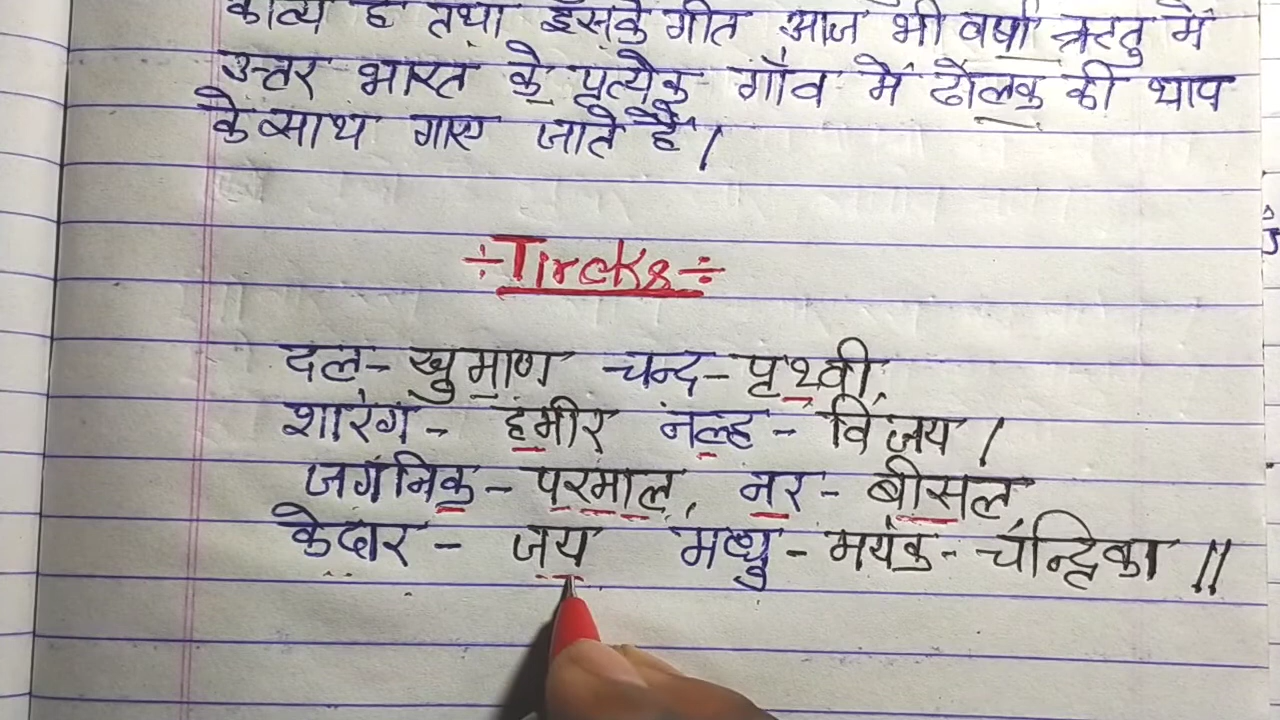 काव्य है तथा इसके गीत आज भी वर्षा ऋतु में
उत्तर भारत के प्रत्येक गाँव में ढोलक की थाप
के साथ गाए जाते हैं।
÷Tircks÷
दल- खुमाण चन्द-पृथ्वी,
शारंग- हमीर नल्ह- विजय।
जगनिक- परमाल, नर- बीसल,
केदार- जय मधु-मयंक-चन्द्रिका॥